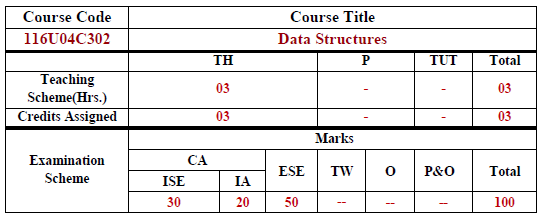 Course Code Course Title
116U04C302 Data Structures
TH P TUT Total
Teaching Scheme(Hrs.) 03 - - 03
Credits Assigned 03 - - 03
Examination Scheme Marks
CA ESE TW O P&O Total
ISE IA
30 20 50 -- -- -- 100